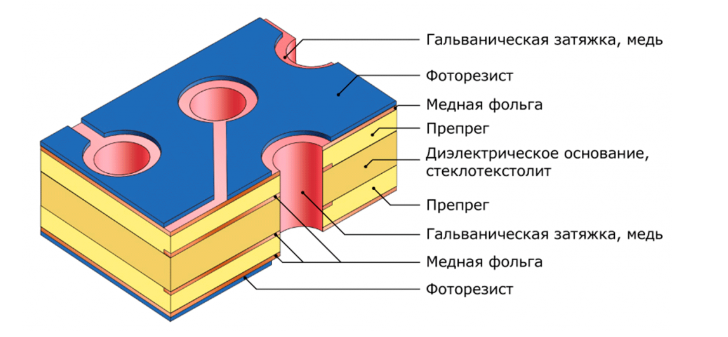 Гальваническая затяжка, медь
Фоторезист
Медная фольга
Препрег
Диэлектрическое основание,
стеклотекстолит
Препрег
Гальваническая затяжка, медь
Медная фольга
Фоторезист